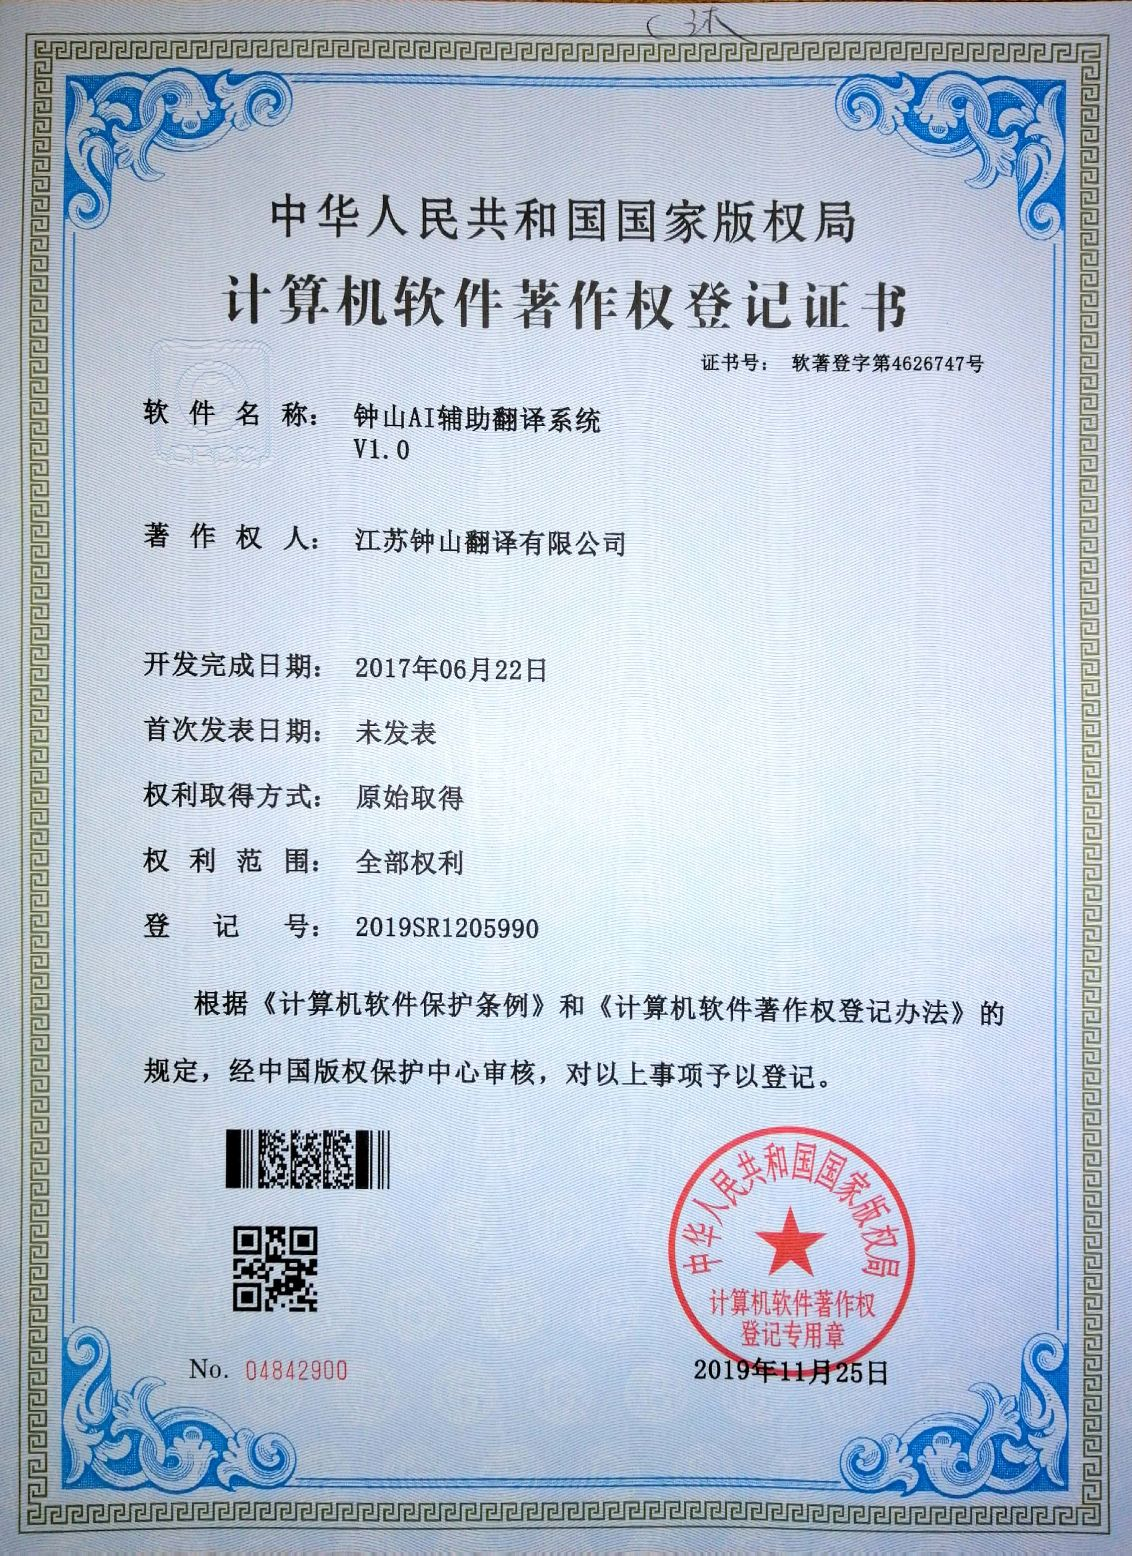 中华人民共和国国家版权局
计算机软件著作权登记证书
证书号： 软著登字第4626747号
软件名称： 钟山AI辅助翻译系统
V1.0
著作权人： 江苏钟山翻译有限公司
开发完成日期： 2017年06月22日
首次发表日期： 未发表
权利取得方式： 原始取得
权利范围： 全部权利
登记号： 2019SR1205990
根据《计算机软件保护条例》和《计算机软件著作权登记办法》的
规定，经中国版权保护中心审核，对以上事项予以登记。
中华人民共和国国家版权局
计算机软件著作权
登记专用章
No. 04842900
2019年11月25日